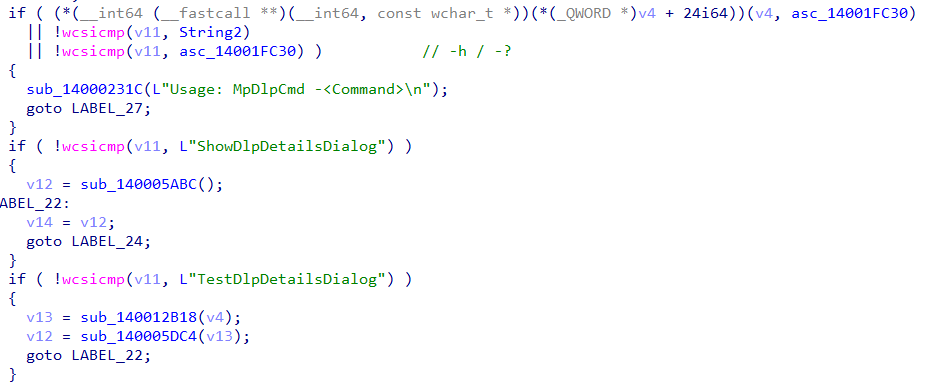 if ( (*(__int64 (__fastcall **)(__int64, const wchar_t *))(*(_QWORD *)v4 + 24i64))(v4, asc_14001FC30)
|| !wcsicmp(v11, String2)
|| !wcsicmp(v11, asc_14001FC30) ) // -h / -?
{
sub_14000231C(L"Usage: MpDlpCmd -<Command>\n");
goto LABEL_27;
}
if ( !wcsicmp(v11, L"ShowDlpDetailsDialog") )
{
v12 = sub_140005ABC();
ABEL_22:
v14 = v12;
goto LABEL_24;
}
if ( !wcsicmp(v11, L"TestDlpDetailsDialog") )
{
v13 = sub_140012B18(v4);
v12 = sub_140005DC4(v13);
goto LABEL_22;
}